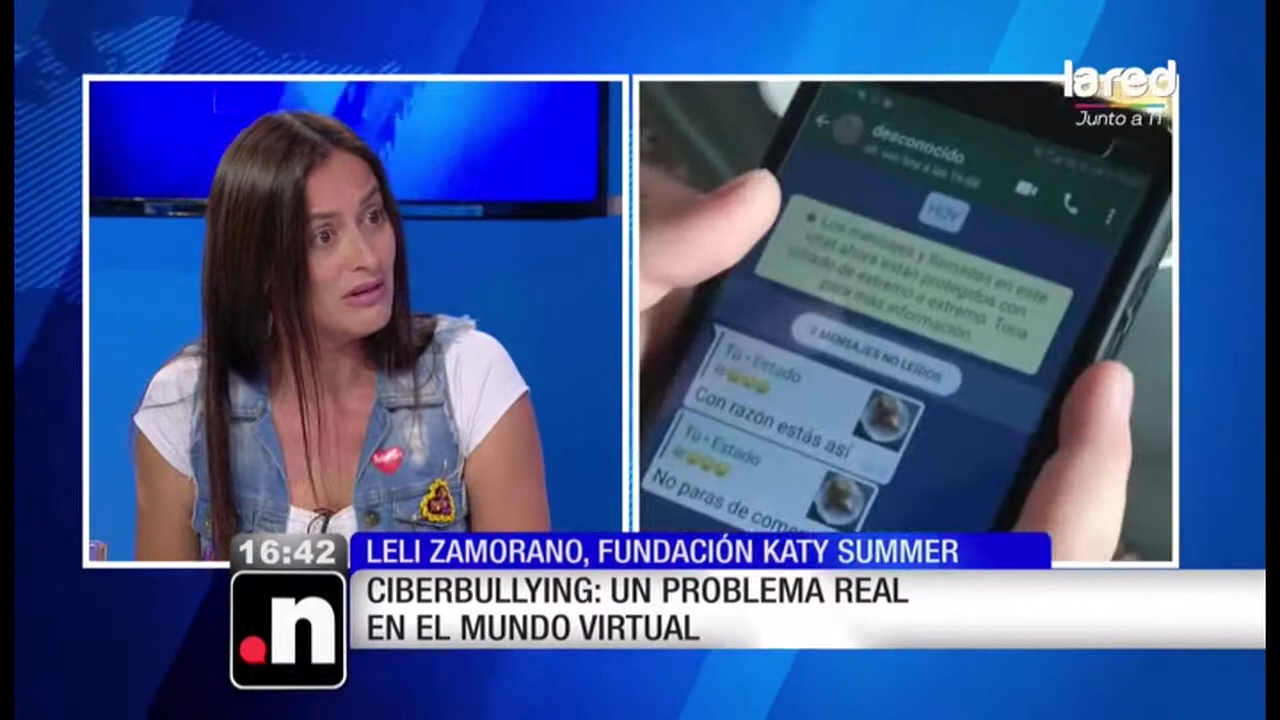 lared
Junto a Ti
desconocido
HOY
Los mensajes y llamadas en este
chat ahora están protegidos con
cifrado de extremo a extremo. Toca
para más información.
2 MENSAJES NO LEÍDOS
Tú • Estado
Con razón estás así
Tú • Estado
No paras de comer
16:42
LELI ZAMORANO, FUNDACIÓN KATY SUMMER
.n
CIBERBULLYING: UN PROBLEMA REAL
EN EL MUNDO VIRTUAL